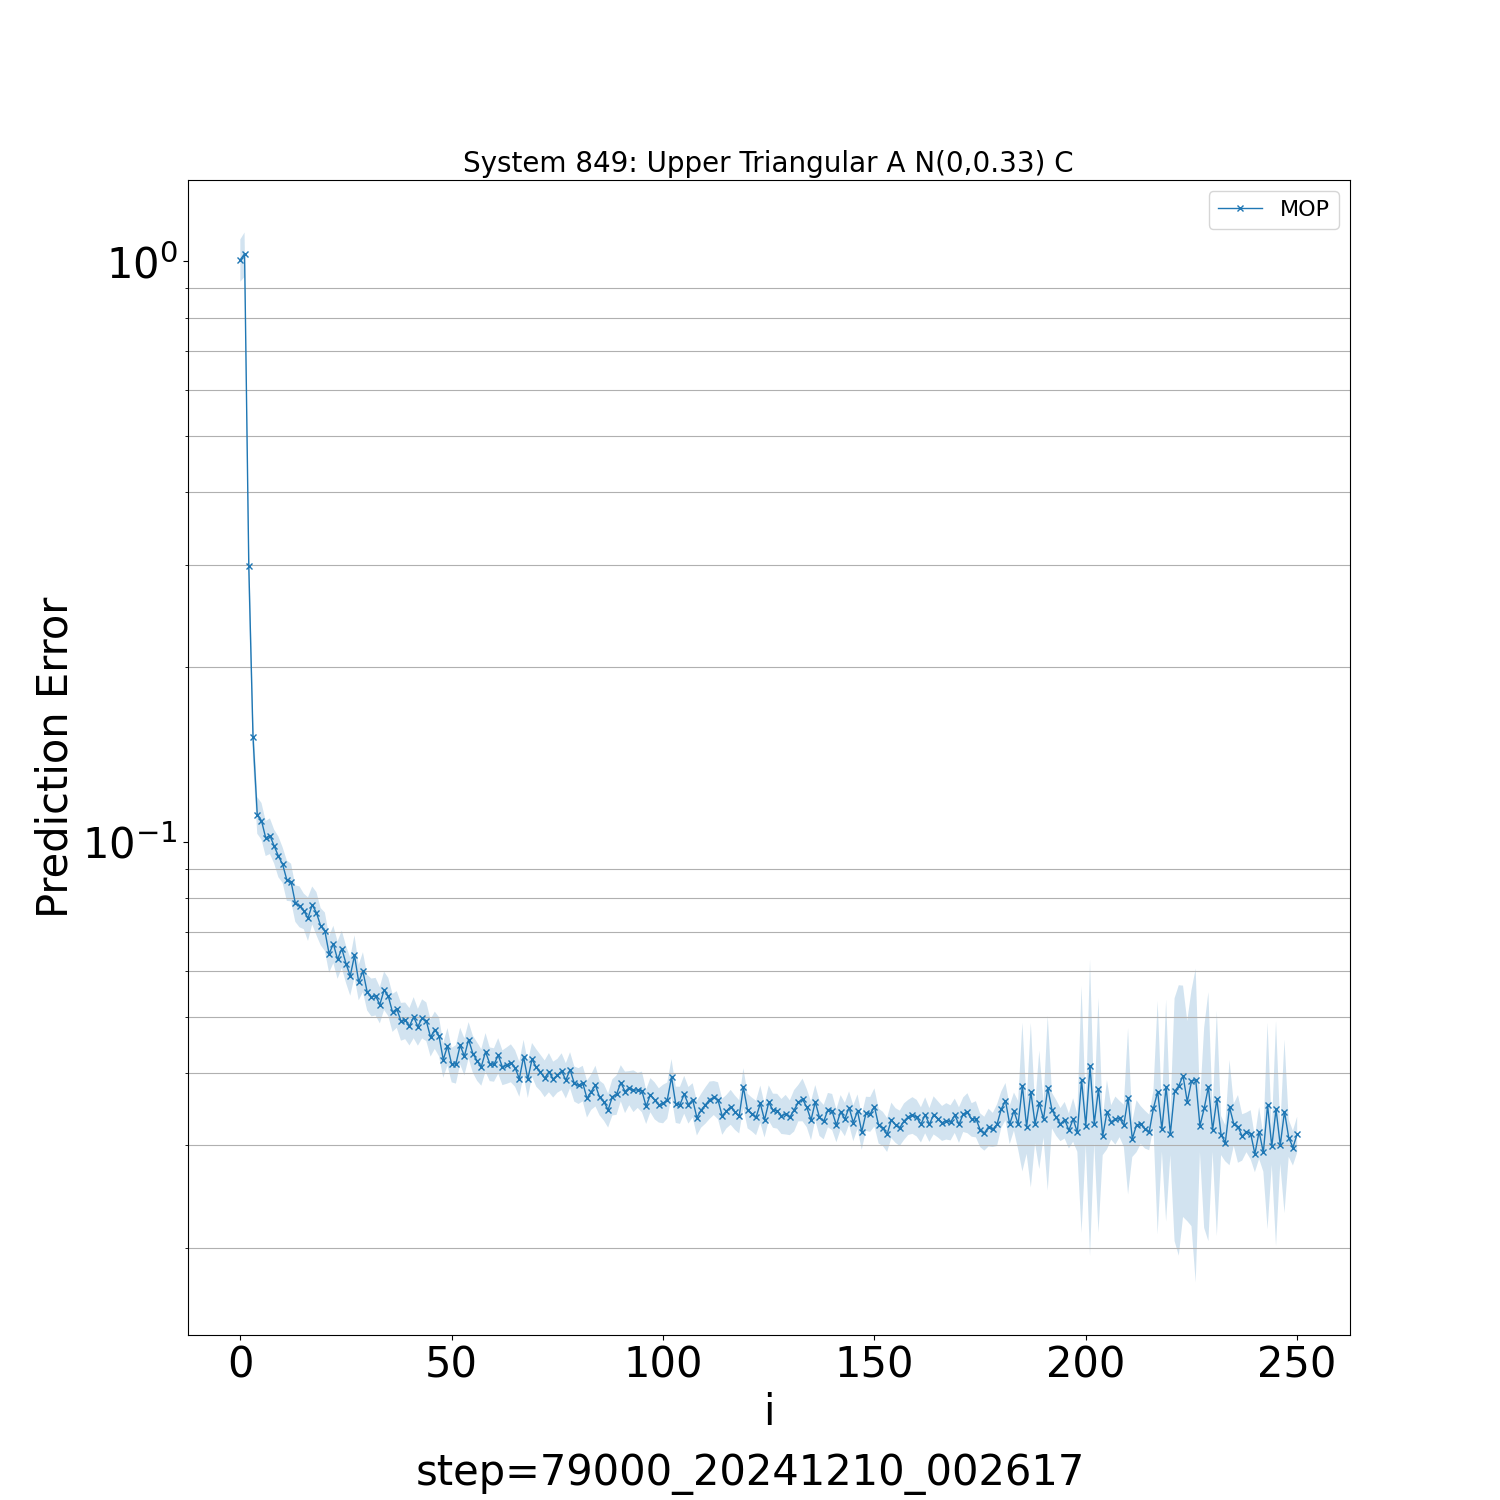 System 849: Upper Triangular A N(0,0.33) C
MOP
10⁰
10⁻¹
Prediction Error
0 50 100 150 200 250
i
step=79000_20241210_002617